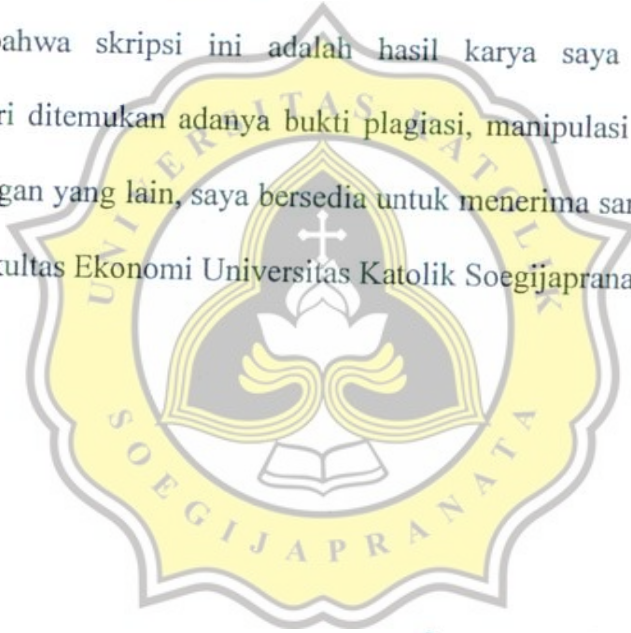 bahwa skripsi ini adalah hasil karya saya
ri ditemukan adanya bukti plagiasi, manipulasi
gan yang lain, saya bersedia untuk menerima san
kultas Ekonomi Universitas Katolik Soegijaprana
UNIVERSITAS KATOLIK
SOEGIJAPRANATA